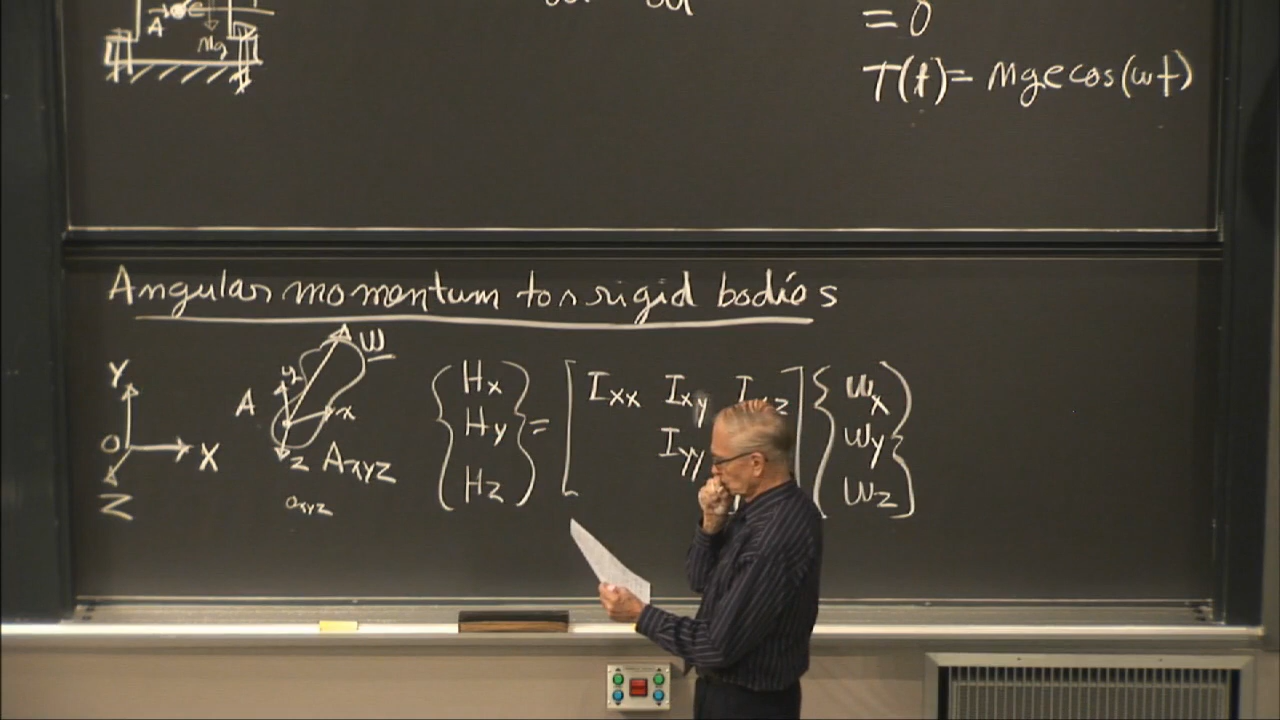 A
Mg
= 0
T(t) = Mge cos(ωt)
Angular momentum for rigid bodies
Y
O
X
Z
A
y
x
z
ω
Axyz
Oxyz
{Hx Hy Hz} = [Ixx Ixy Ixz
Iyy
] {ωx ωy ωz}